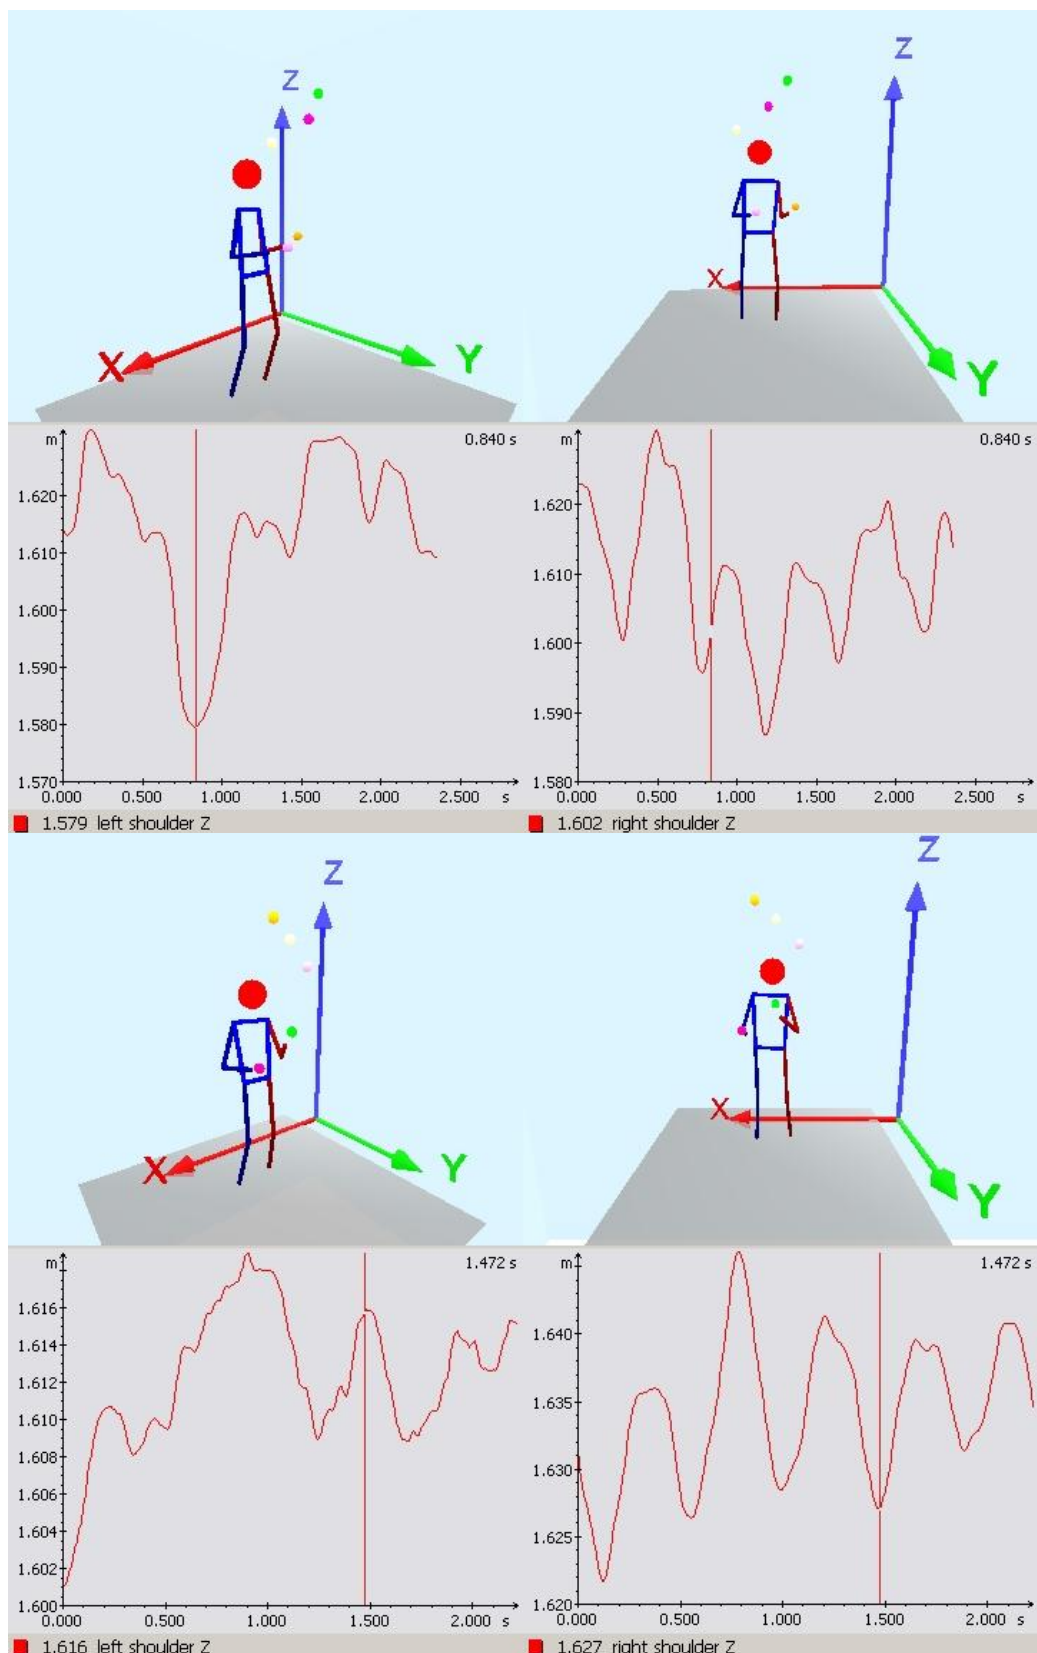 Z
X
Y
Z
X
Y
m
0.840 s
1.620
1.610
1.600
1.590
1.580
1.570
0.000 0.500 1.000 1.500 2.000 2.500 s
1.579 left shoulder Z
m
0.840 s
1.620
1.610
1.600
1.590
1.580
0.000 0.500 1.000 1.500 2.000 2.500 s
1.602 right shoulder Z
Z
X
Y
Z
X
Y
m
1.472 s
1.616
1.614
1.612
1.610
1.608
1.606
1.604
1.602
1.600
0.000 0.500 1.000 1.500 2.000 s
1.616 left shoulder Z
m
1.472 s
1.640
1.635
1.630
1.625
1.620
0.000 0.500 1.000 1.500 2.000 s
1.627 right shoulder Z